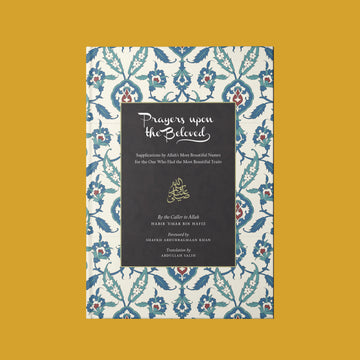 Prayers upon
the Beloved
Supplications by Allah's Most Beautiful Names
for the One Who Had the Most Beautiful Traits
By the Caller to Allah
HABIB UMAR BIN HAFIZ
Foreword by
SHAYKH ABDURRAHMAAN KHAN
Translation by
ABDULLAH SALIH